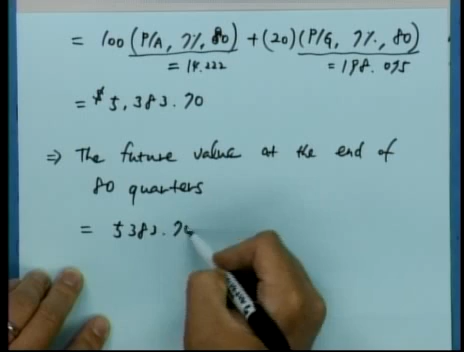 = 100 (P/A, 7%, 80) + (20) (P/G, 7%, 80)
= 14.222 = 198.075
= $5,383.70
⇒ The future value at the end of
80 quarters
= 5383.70